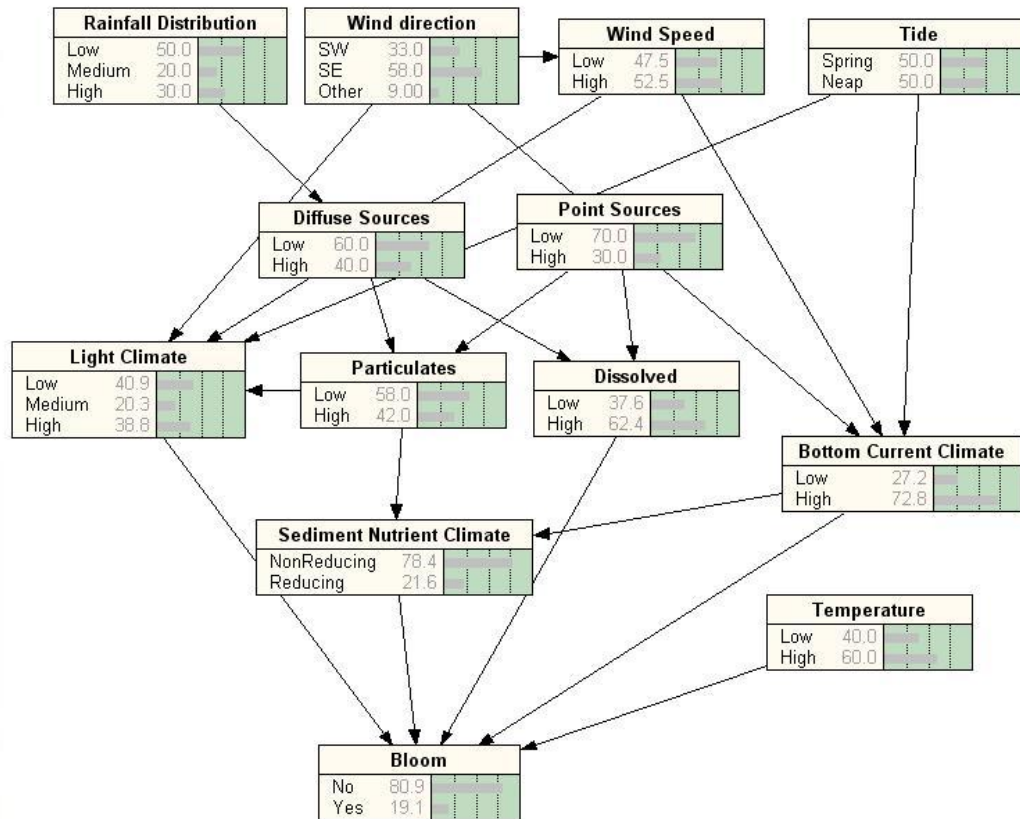 Rainfall Distribution
Low 50.0
Medium 20.0
High 30.0
Wind direction
SW 33.0
SE 58.0
Other 9.00
Wind Speed
Low 47.5
High 52.5
Tide
Spring 50.0
Neap 50.0
Diffuse Sources
Low 60.0
High 40.0
Point Sources
Low 70.0
High 30.0
Light Climate
Low 40.9
Medium 20.3
High 38.8
Particulates
Low 58.0
High 42.0
Dissolved
Low 37.6
High 62.4
Bottom Current Climate
Low 27.2
High 72.8
Sediment Nutrient Climate
NonReducing 78.4
Reducing 21.6
Temperature
Low 40.0
High 60.0
Bloom
No 80.9
Yes 19.1